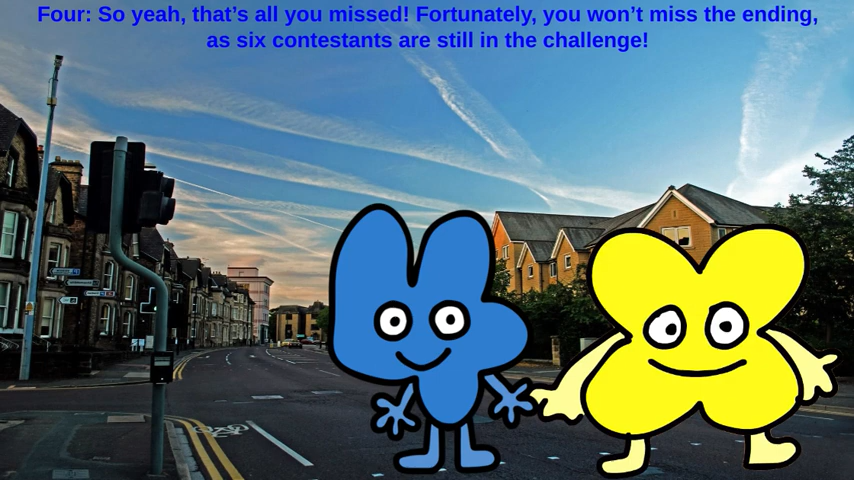 Four: So yeah, that’s all you missed! Fortunately, you won’t miss the ending,
as six contestants are still in the challenge!